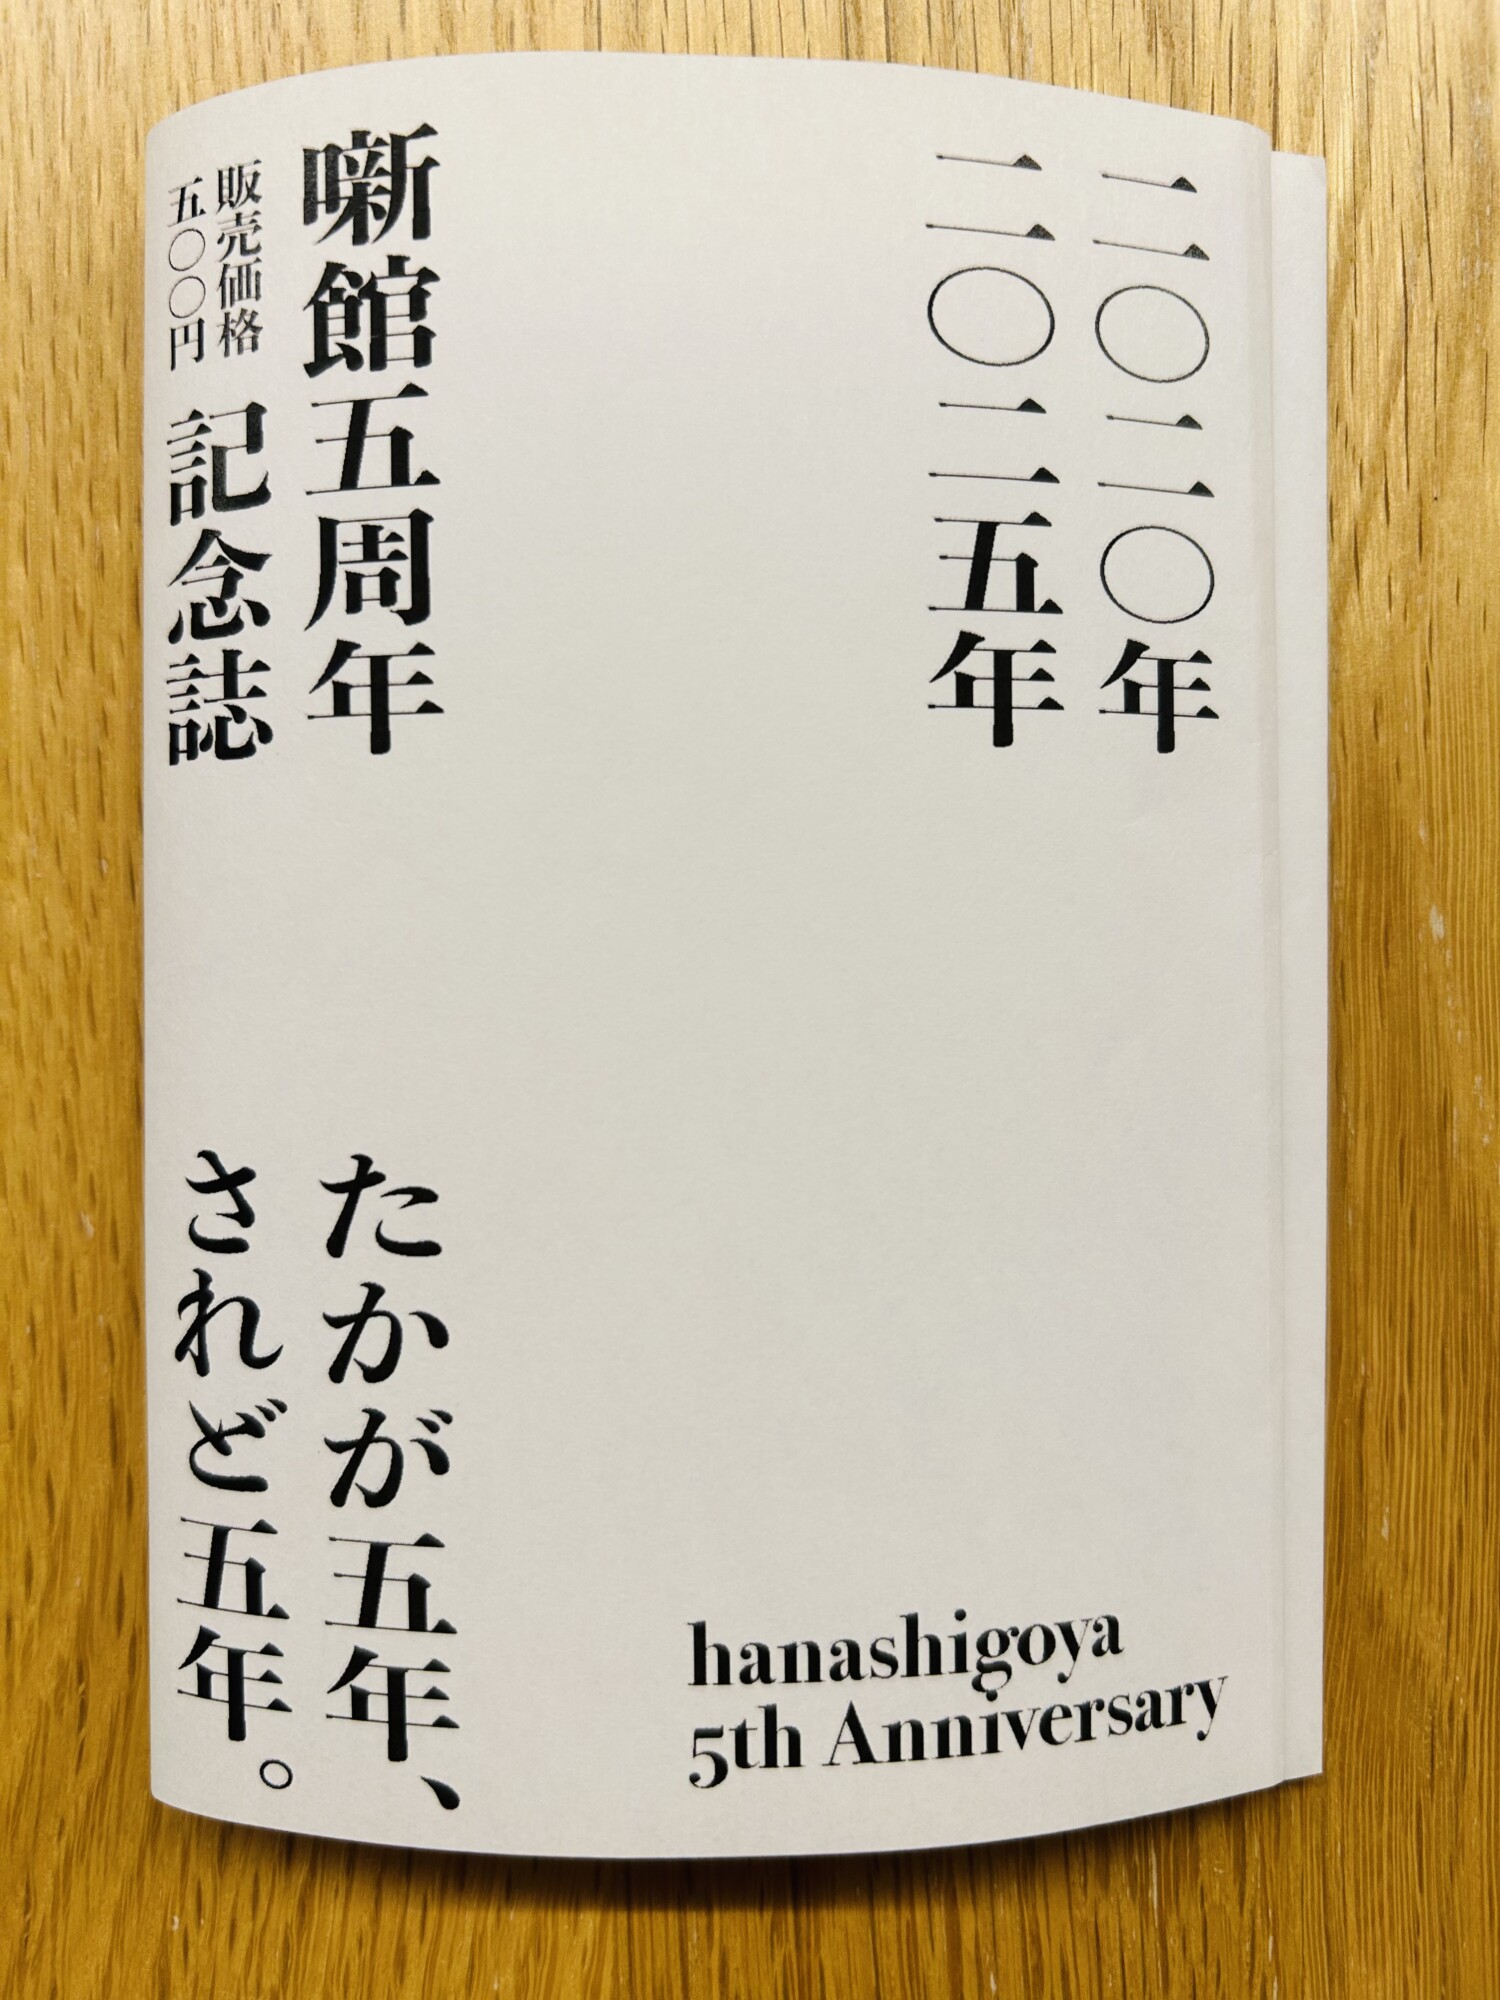 二〇二〇年
二〇二五年
噺館五周年
記念誌
販売価格
五〇〇円
たかが五年、
されど五年。
hanashigoya
5th Anniversary